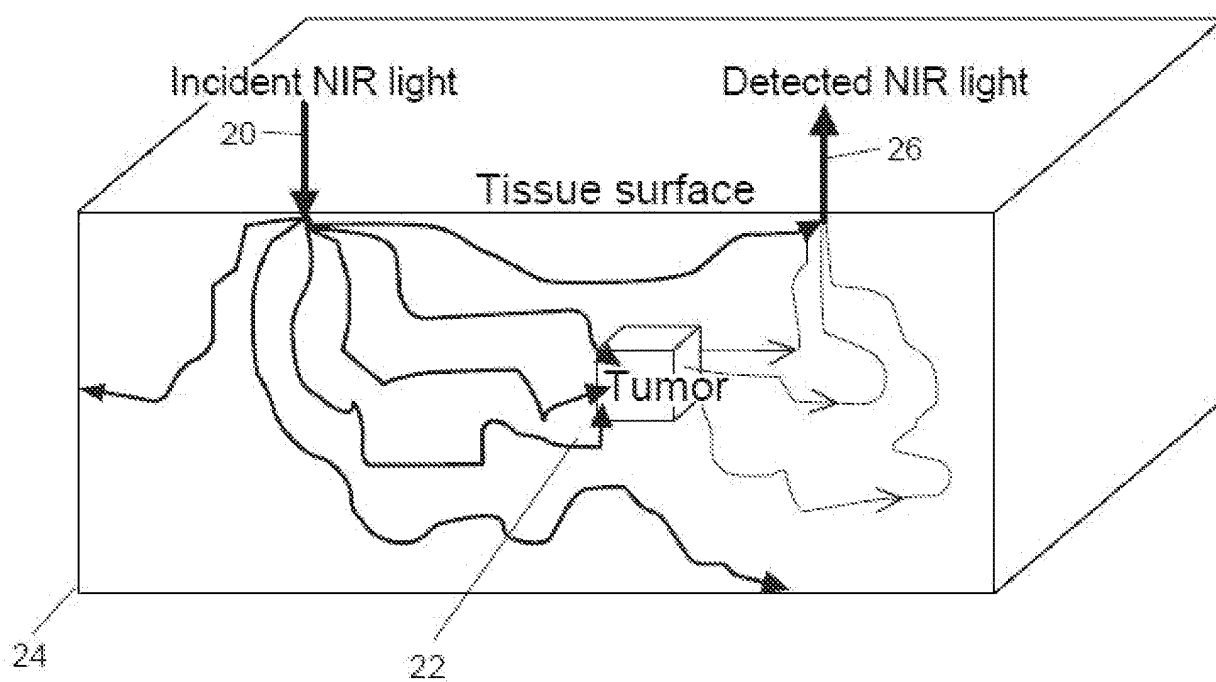 Incident NIR light
Detected NIR light
20
26
Tissue surface
Tumor
24
22